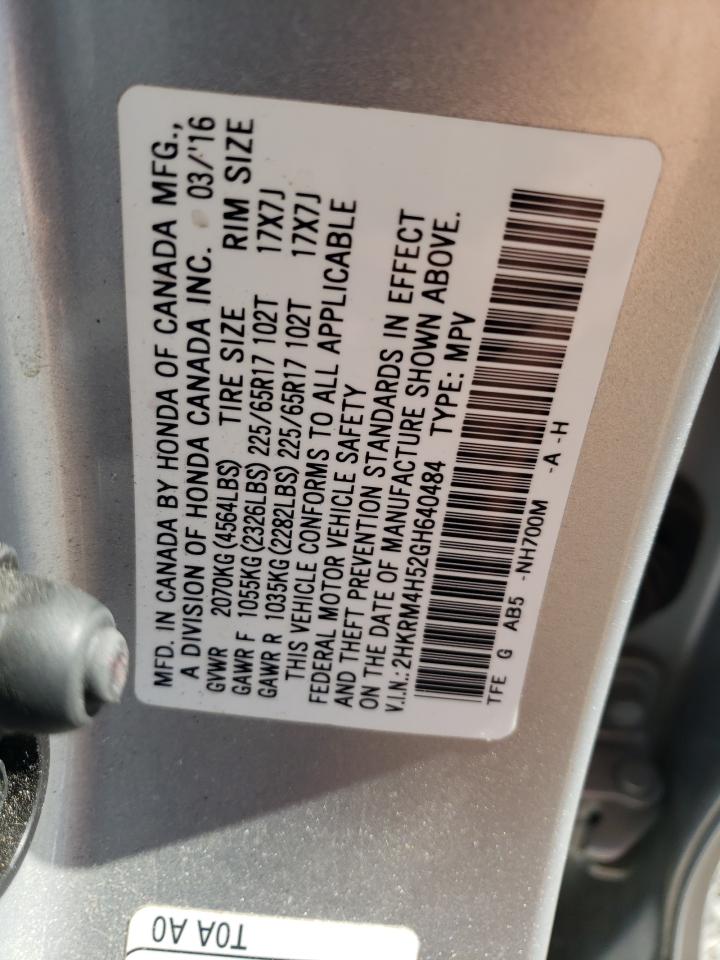 MFD. IN CANADA BY HONDA OF CANADA MFG.,
A DIVISION OF HONDA CANADA INC. 03/'16
GVWR 2070KG (4564LBS) TIRE SIZE RIM SIZE
GAWR F 1055KG (2326LBS) 225/65R17 102T 17X7J
GAWR R 1035KG (2282LBS) 225/65R17 102T 17X7J
THIS VEHICLE CONFORMS TO ALL APPLICABLE
FEDERAL MOTOR VEHICLE SAFETY
AND THEFT PREVENTION STANDARDS IN EFFECT
ON THE DATE OF MANUFACTURE SHOWN ABOVE.
V.I.N.: 2HKRM4H52GH640484 TYPE: MPV
TFE G AB5 -NH700M -A -H
T0A A0